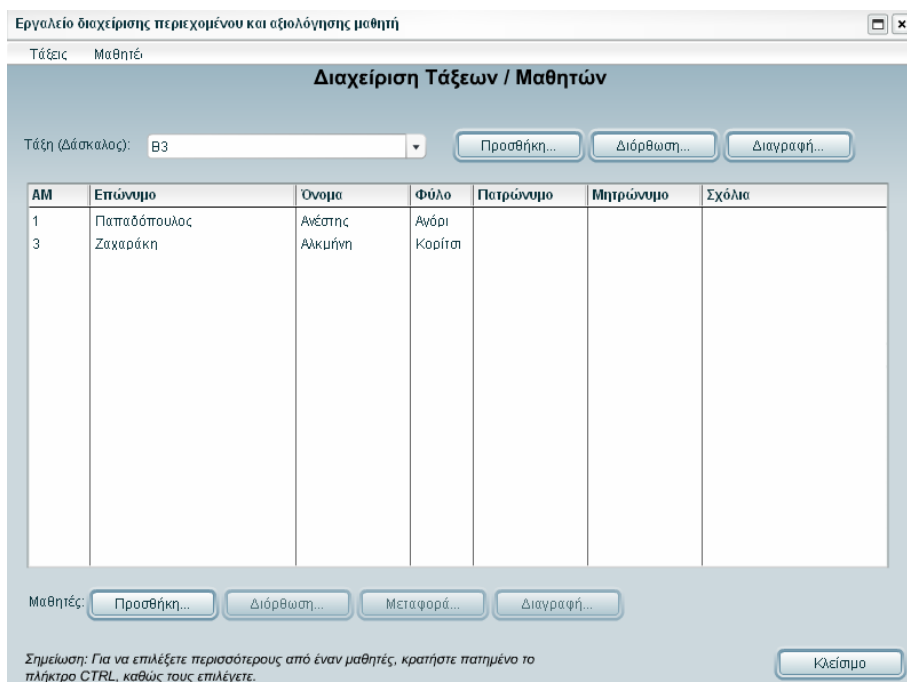 Εργαλείο διαχείρισης περιεχομένου και αξιολόγησης μαθητή
Τάξεις Μαθητέ
Διαχείριση Τάξεων / Μαθητών
Τάξη (Δάσκαλος): Β3 Προσθήκη... Διόρθωση... Διαγραφή...
ΑΜ Επώνυμο Όνομα Φύλο Πατρώνυμο Μητρώνυμο Σχόλια
1 Παπαδόπουλος Ανέστης Αγόρι
3 Ζαχαράκη Αλκμήνη Κορίτσι
Μαθητές: Προσθήκη... Διόρθωση... Μεταφορά... Διαγραφή...
Σημείωση: Για να επιλέξετε περισσότερους από έναν μαθητές, κρατήστε πατημένο το
πλήκτρο CTRL, καθώς τους επιλέγετε.
Κλείσιμο